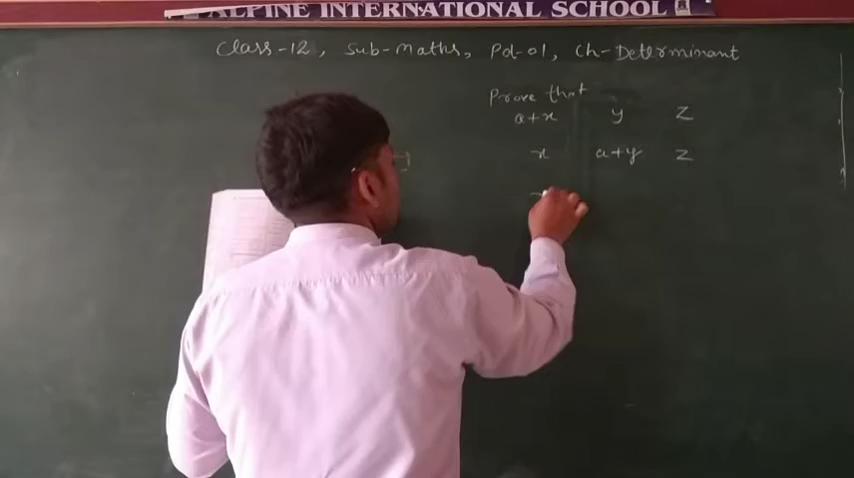 ALPINE INTERNATIONAL SCHOOL
Class-12, Sub-Maths, Pd-01, Ch-Determinant
Prove that
a+x y z
x a+y z